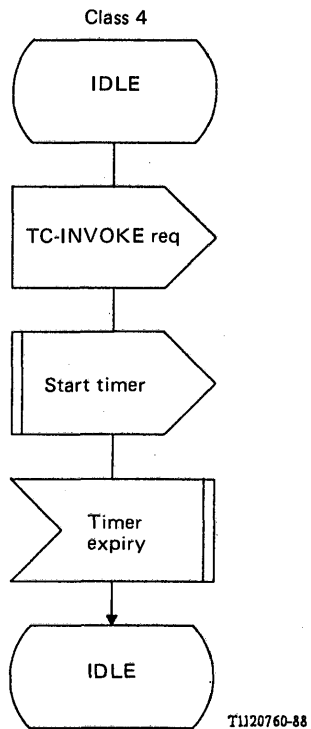 Class 4
IDLE
TC-INVOKE req
Start timer
Timer
expiry
IDLE
T1120760-88